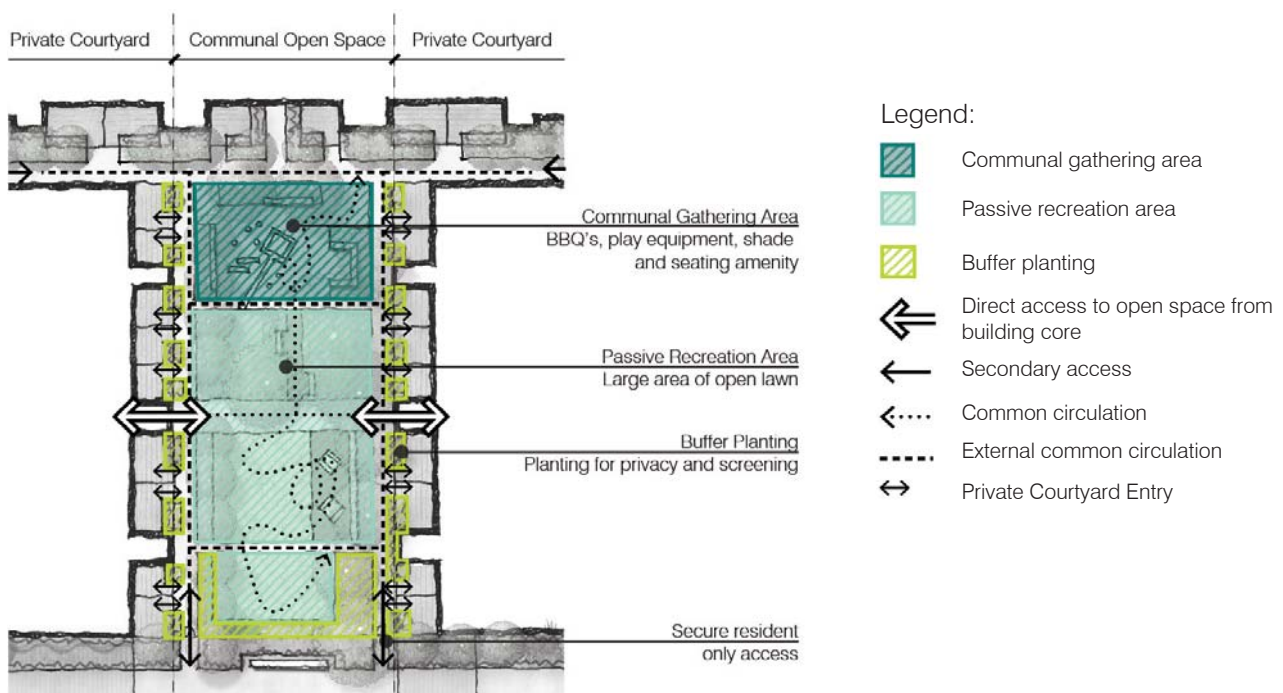 Private Courtyard
Communal Open Space
Private Courtyard
Communal Gathering Area
BBQ's, play equipment, shade
and seating amenity
Passive Recreation Area
Large area of open lawn
Buffer Planting
Planting for privacy and screening
Secure resident
only access
Legend:
Communal gathering area
Passive recreation area
Buffer planting
Direct access to open space from
building core
Secondary access
Common circulation
External common circulation
Private Courtyard Entry